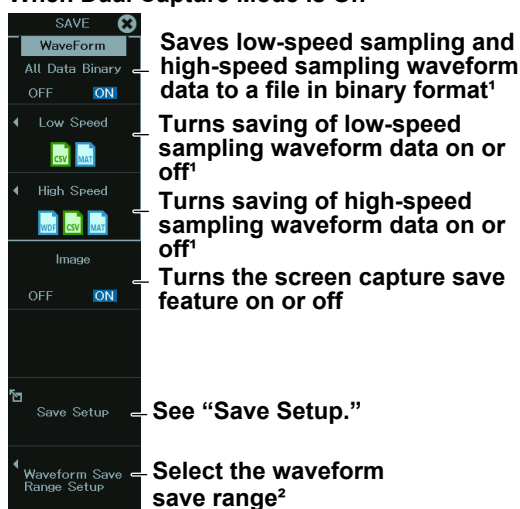 When Dual Capture Mode Is On
SAVE
WaveForm
All Data Binary
OFF ON
Saves low-speed sampling and
high-speed sampling waveform
data to a file in binary format¹
Low Speed
CSV MAT
Turns saving of low-speed
sampling waveform data on or
off¹
High Speed
WDF CSV MAT
Turns saving of high-speed
sampling waveform data on or
off¹
Image
OFF ON
Turns the screen capture save
feature on or off
Save Setup
See “Save Setup.”
Waveform Save
Range Setup
Select the waveform
save range²